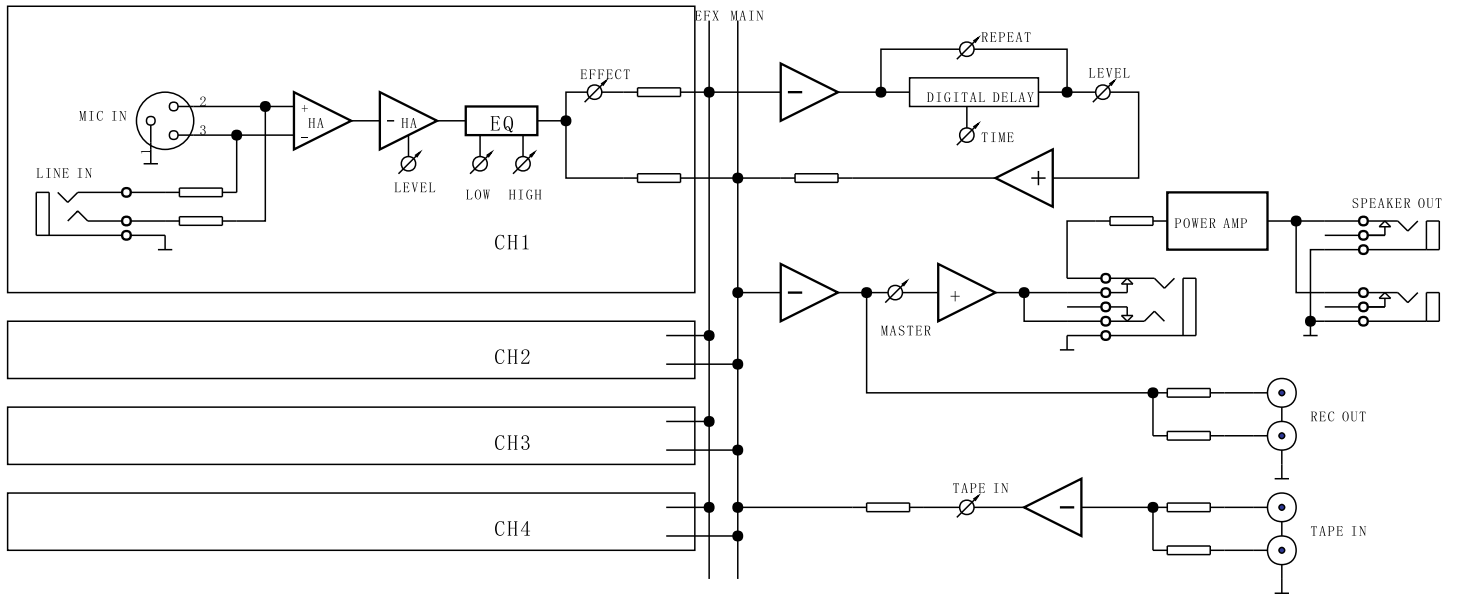 EFX MAIN
REPEAT
EFFECT
LEVEL
DIGITAL DELAY
MIC IN
2
+
HA
- HA
EQ
-
3
-
TIME
1
LINE IN
LEVEL
LOW
HIGH
+
SPEAKER OUT
POWER AMP
CH1
-
+
MASTER
CH2
REC OUT
CH3
TAPE IN
-
CH4
TAPE IN